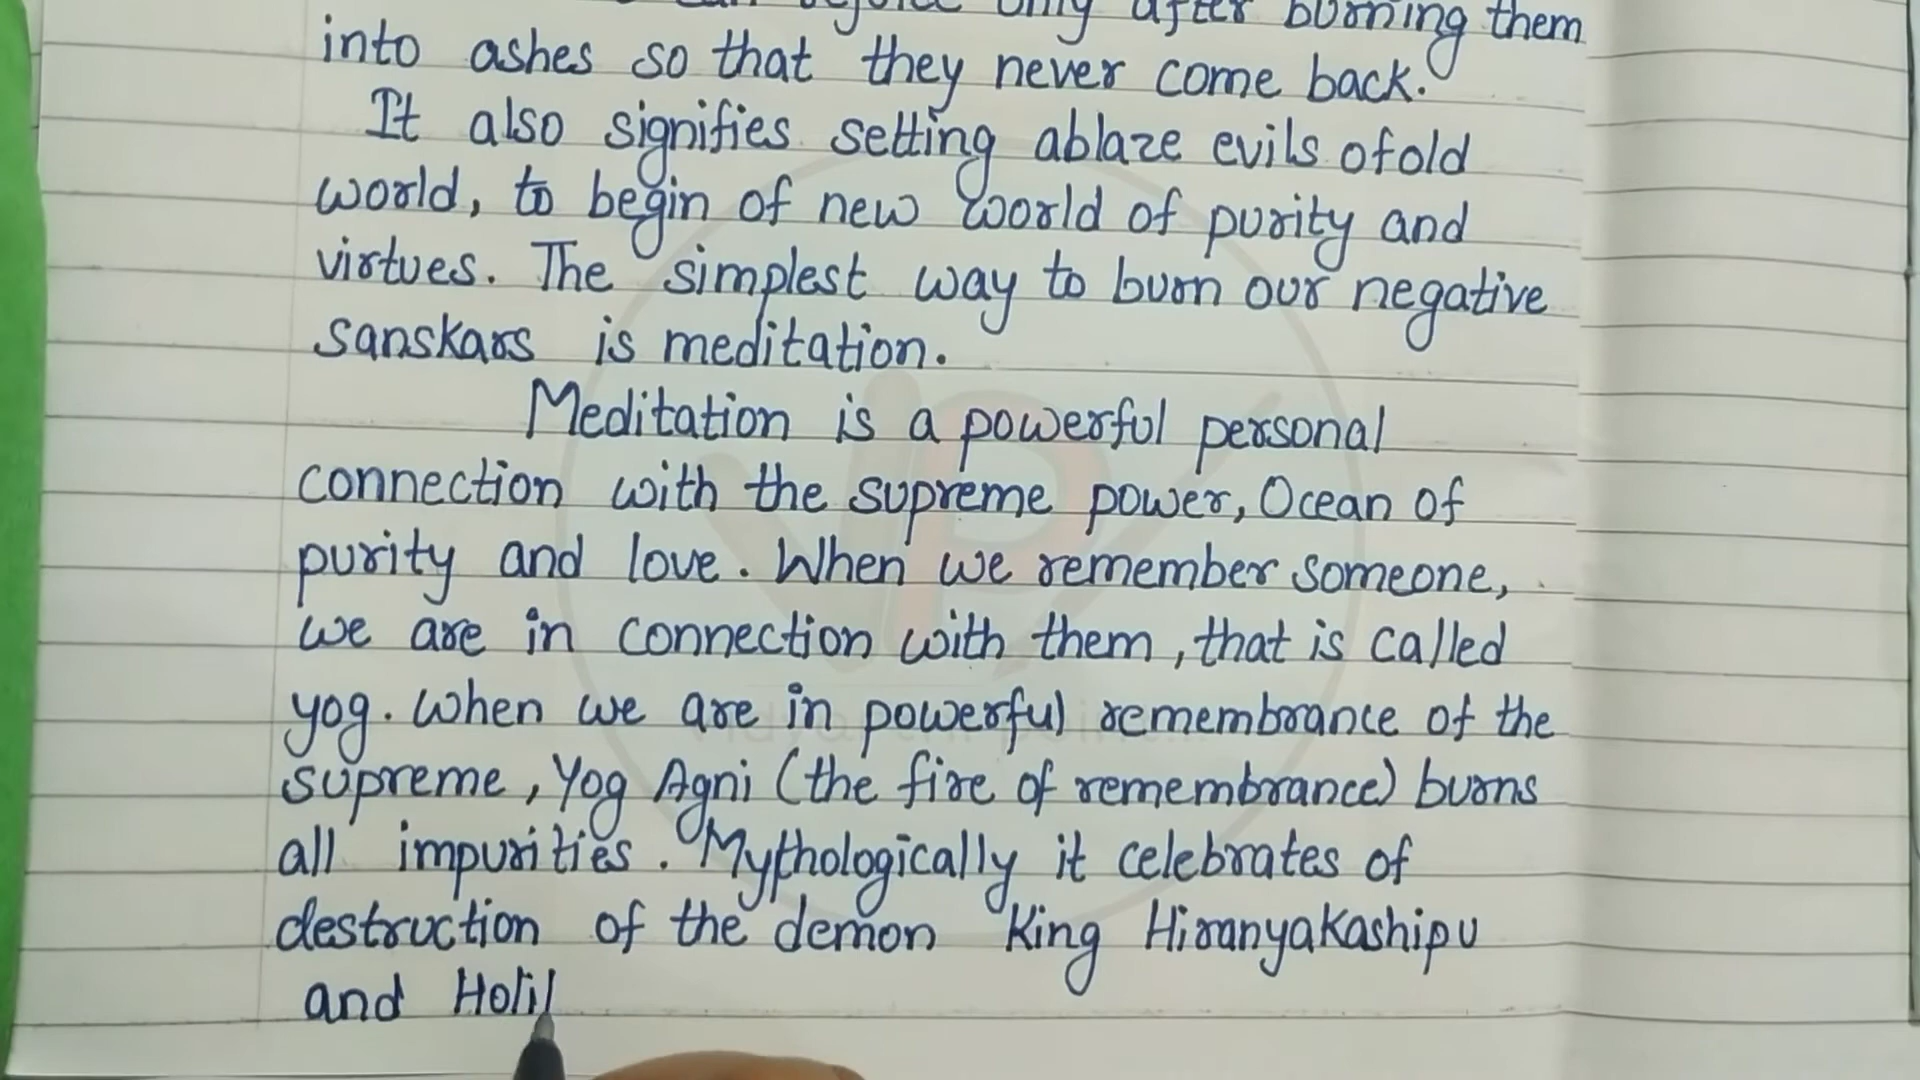 only after burning them
into ashes so that they never come back.
It also signifies setting ablaze evils of old
world, to begin of new world of purity and
virtues. The simplest way to burn our negative
sanskars is meditation.
Meditation is a powerful personal
connection with the supreme power, Ocean of
purity and love. When we remember someone,
we are in connection with them, that is called
yog. When we are in powerful remembrance of the
supreme, Yog Agni (the fire of remembrance) burns
all impurities. Mythologically it celebrates of
destruction of the demon King Hiranyakashipu
and Holi